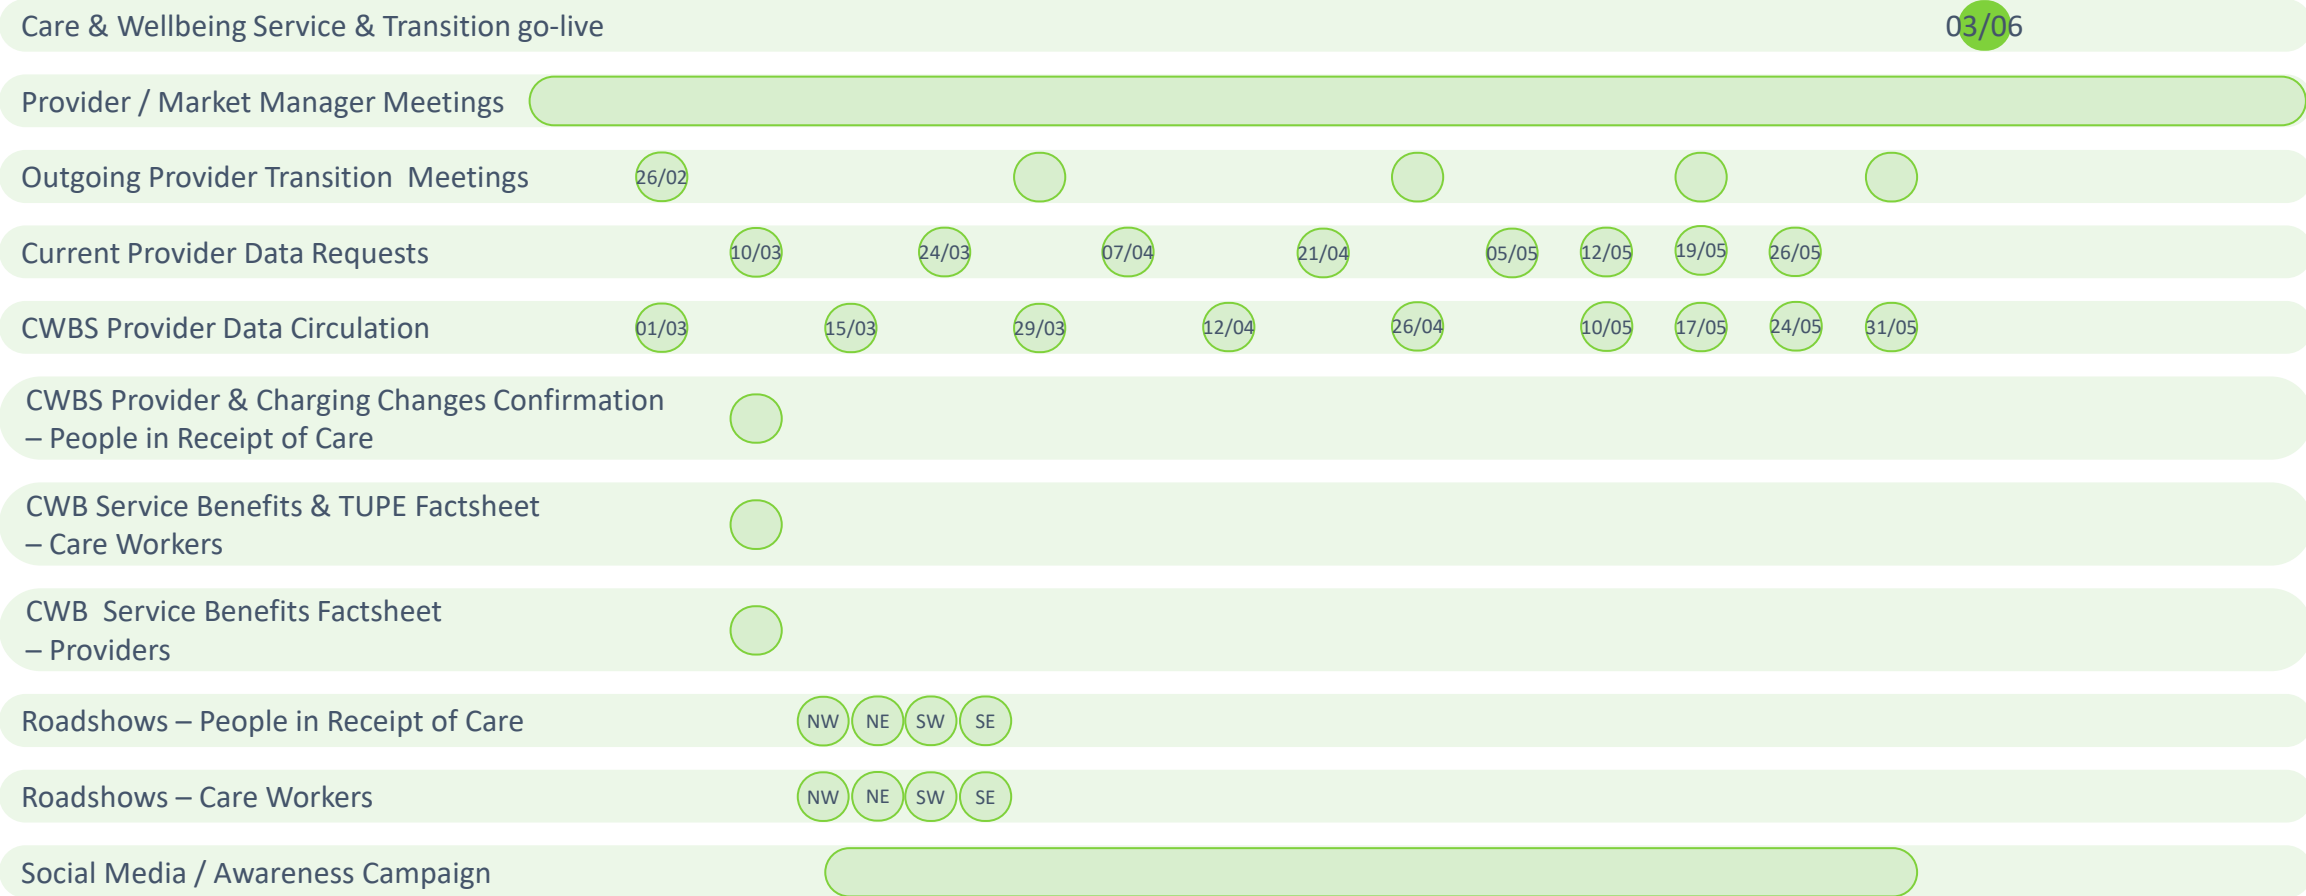 Care & Wellbeing Service & Transition go-live 03/06
Provider / Market Manager Meetings
Outgoing Provider Transition  Meetings 26/02
Current Provider Data Requests 10/03 24/03 07/04 21/04 05/05 12/05 19/05 26/05
CWBS Provider Data Circulation 01/03 15/03 29/03 12/04 26/04 10/05 17/05 24/05 31/05
CWBS Provider & Charging Changes Confirmation
– People in Receipt of Care
CWB Service Benefits & TUPE Factsheet
– Care Workers
CWB  Service Benefits Factsheet
– Providers
Roadshows – People in Receipt of Care NW NE SW SE
Roadshows – Care Workers NW NE SW SE
Social Media / Awareness Campaign